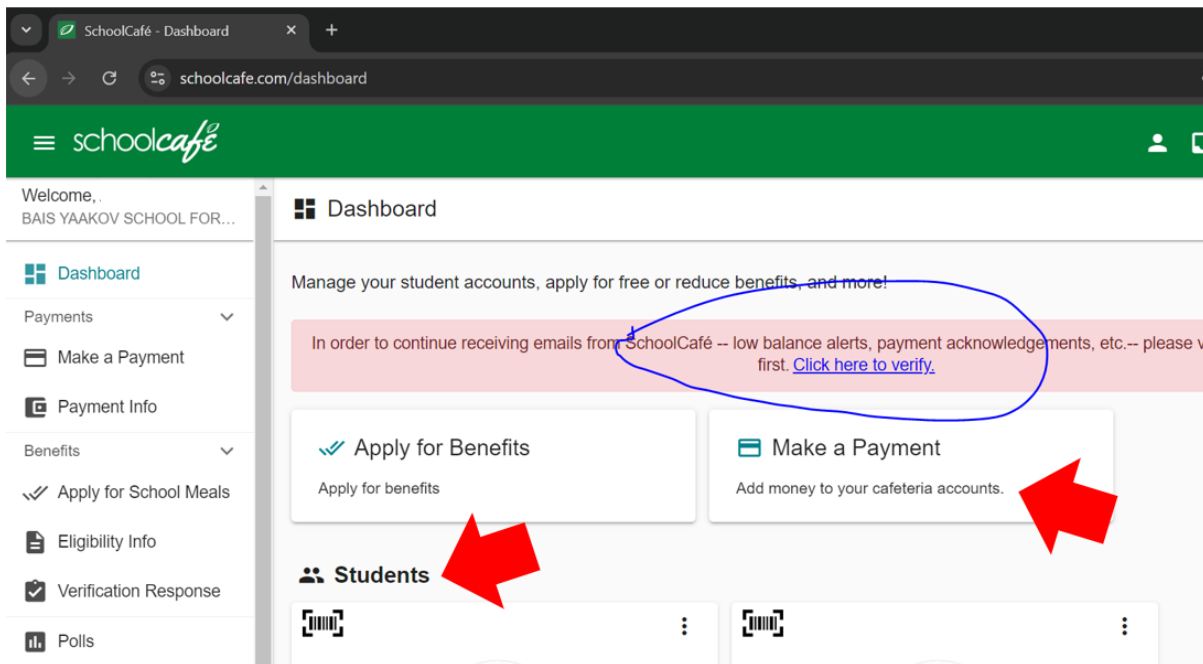 SchoolCafé - Dashboard
schoolcafe.com/dashboard
schoolcafé
Welcome,
BAIS YAAKOV SCHOOL FOR...
Dashboard
Payments
Make a Payment
Payment Info
Benefits
Apply for School Meals
Eligibility Info
Verification Response
Polls
Dashboard
Manage your student accounts, apply for free or reduce benefits, and more!
In order to continue receiving emails from SchoolCafé -- low balance alerts, payment acknowledgements, etc.-- please v
first. Click here to verify.
Apply for Benefits
Apply for benefits
Make a Payment
Add money to your cafeteria accounts.
Students